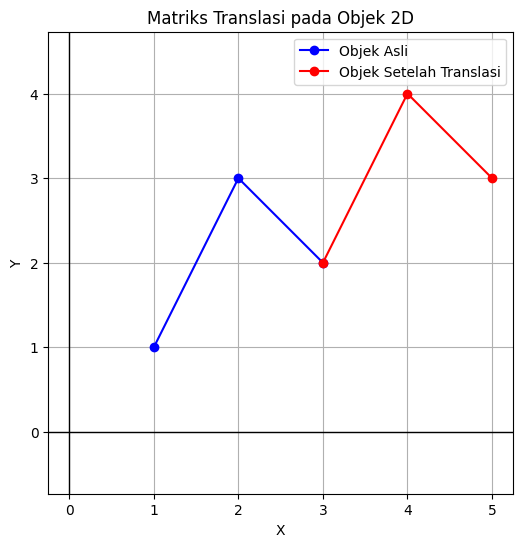 Matriks Translasi pada Objek 2D
Objek Asli
Objek Setelah Translasi
4
3
2
1
0
Y
0 1 2 3 4 5
X